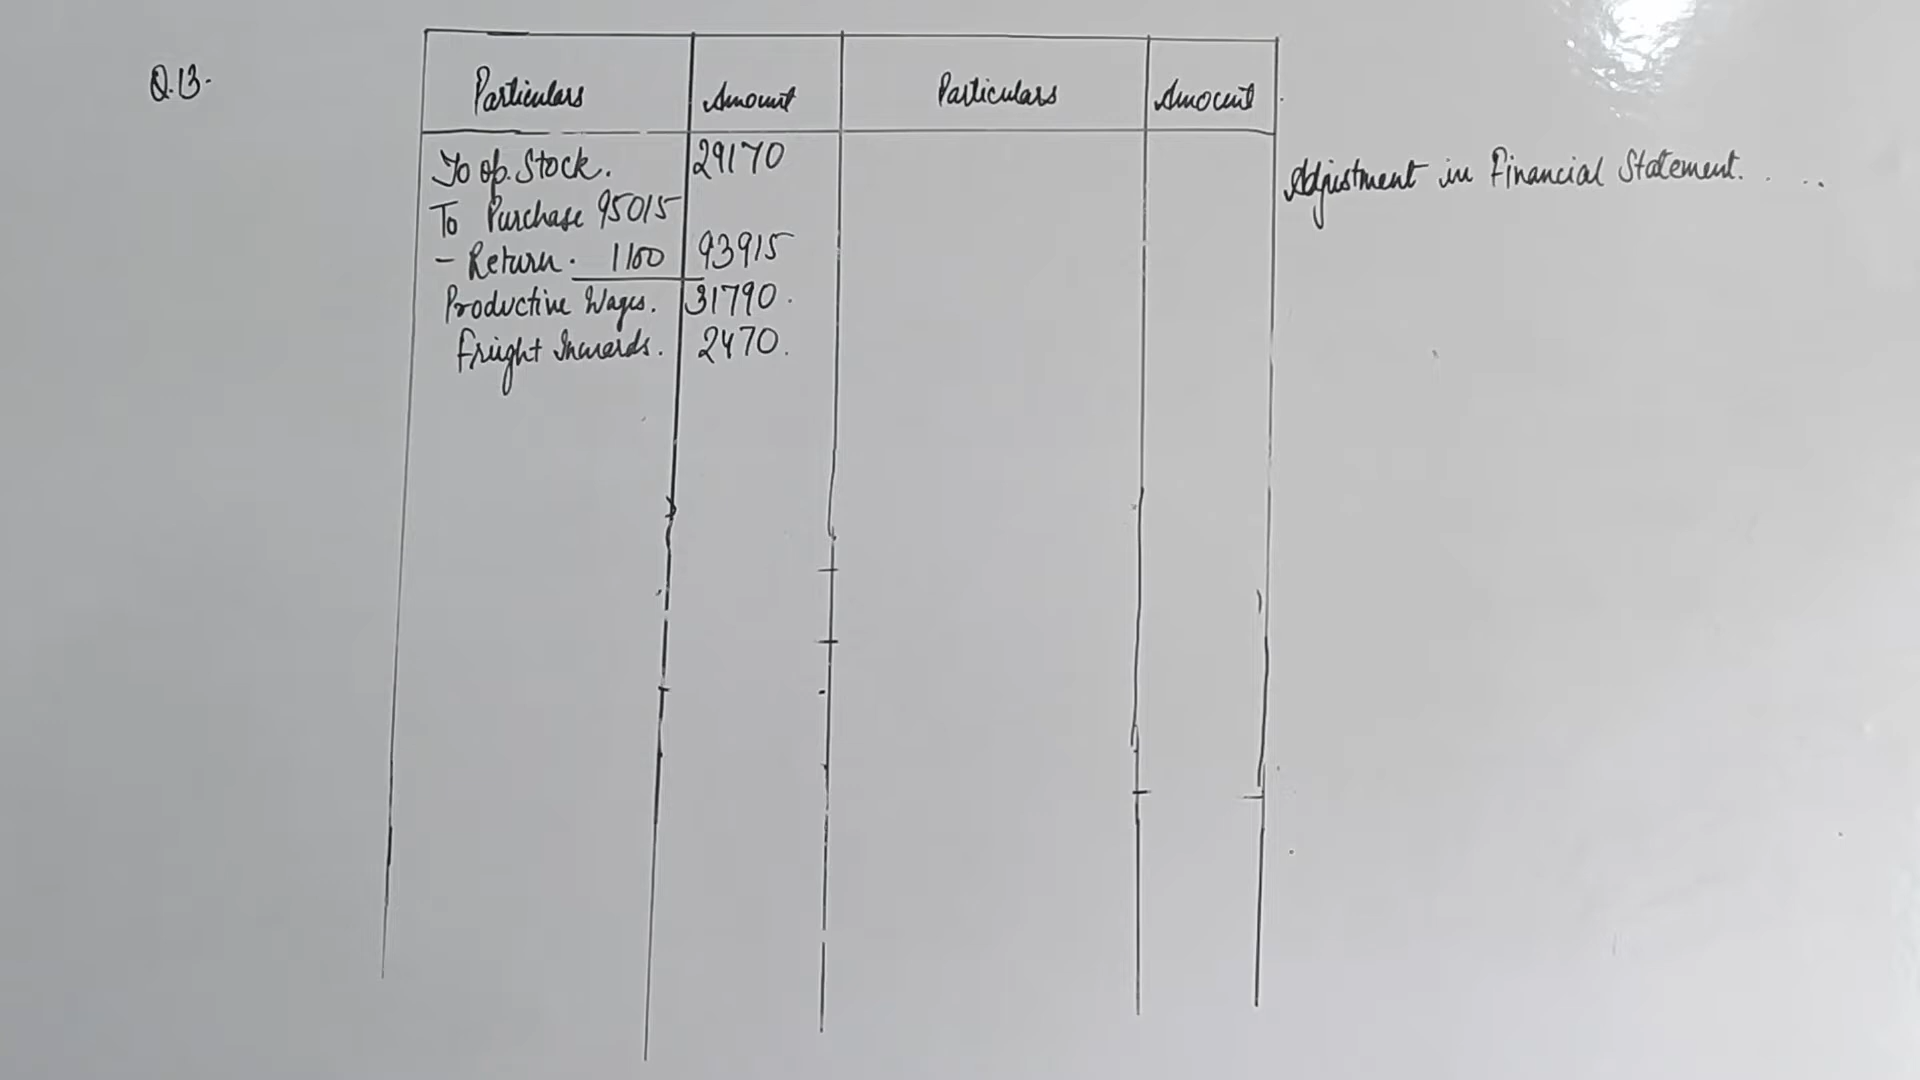 Q.13.
Particulars Amount Particulars Amount
To op. Stock. 29170
Adjustment in Financial Statement. . ..
To Purchase 95015
- Return. 1100 93915
Productive Wages. 31790.
Freight Inwards. 2470.